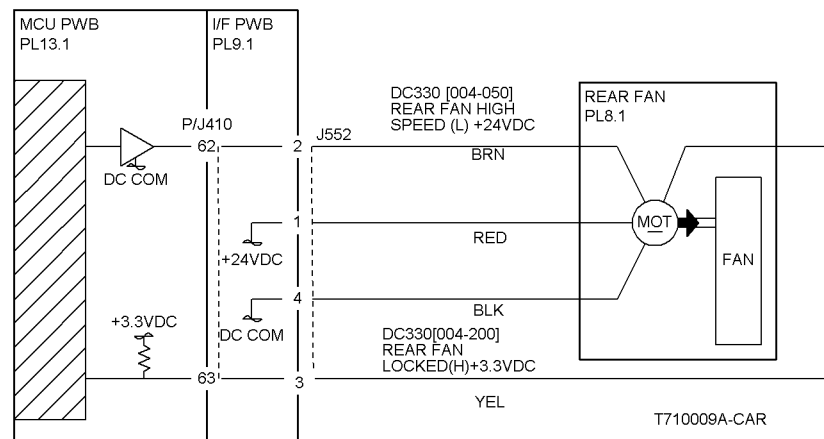 MCU PWB
PL13.1
I/F PWB
PL9.1
DC330 [004-050]
REAR FAN HIGH
SPEED (L) +24VDC
REAR FAN
PL8.1
P/J410
J552
62
2
BRN
DC COM
1
RED
+24VDC
MOT
FAN
4
BLK
DC COM
+3.3VDC
DC330[004-200]
REAR FAN
LOCKED(H)+3.3VDC
63
3
YEL
T710009A-CAR